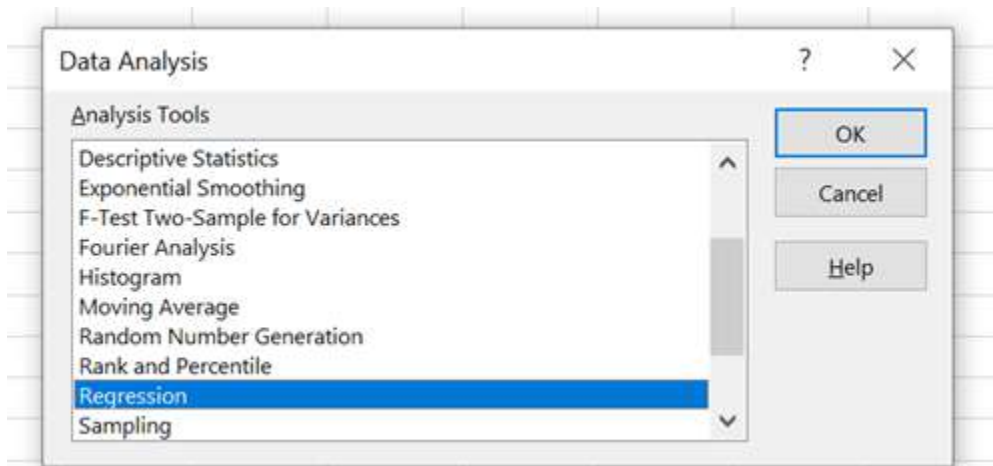 Data Analysis ?
Analysis Tools
Descriptive Statistics
Exponential Smoothing
F-Test Two-Sample for Variances
Fourier Analysis
Histogram
Moving Average
Random Number Generation
Rank and Percentile
Regression
Sampling
OK
Cancel
Help